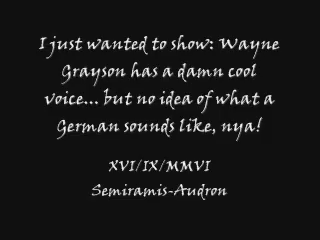 I just wanted to show: Wayne
Grayson has a damn cool
voice... but no idea of what a
German sounds like, nya!
XVI/IX/MMVI
Semiramis-Audron